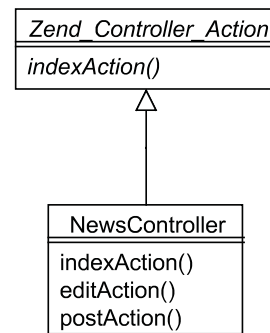 Zend_Controller_Action
indexAction()
NewsController
indexAction()
editAction()
postAction()